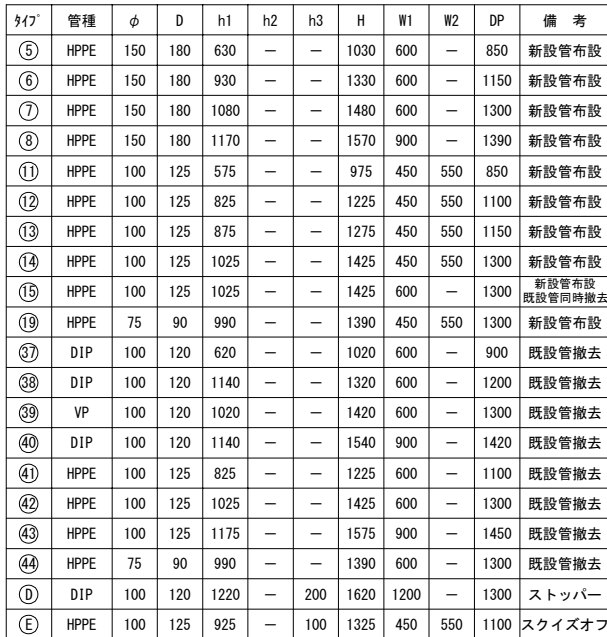 ﾀｲﾌﾟ 管種 φ D h1 h2 h3 H W1 W2 DP 備 考
⑤ HPPE 150 180 630 － － 1030 600 － 850 新設管布設
⑥ HPPE 150 180 930 － － 1330 600 － 1150 新設管布設
⑦ HPPE 150 180 1080 － － 1480 600 － 1300 新設管布設
⑧ HPPE 150 180 1170 － － 1570 900 － 1390 新設管布設
⑪ HPPE 100 125 575 － － 975 450 550 850 新設管布設
⑫ HPPE 100 125 825 － － 1225 450 550 1100 新設管布設
⑬ HPPE 100 125 875 － － 1275 450 550 1150 新設管布設
⑭ HPPE 100 125 1025 － － 1425 450 550 1300 新設管布設
⑮ HPPE 100 125 1025 － － 1425 600 － 1300 新設管布設
既設管同時撤去
⑲ HPPE 75 90 990 － － 1390 450 550 1300 新設管布設
㊲ DIP 100 120 620 － － 1020 600 － 900 既設管撤去
㊳ DIP 100 120 1140 － － 1320 600 － 1200 既設管撤去
㊴ VP 100 120 1020 － － 1420 600 － 1300 既設管撤去
㊵ DIP 100 120 1140 － － 1540 900 － 1420 既設管撤去
㊶ HPPE 100 125 825 － － 1225 600 － 1100 既設管撤去
㊷ HPPE 100 125 1025 － － 1425 600 － 1300 既設管撤去
㊸ HPPE 100 125 1175 － － 1575 900 － 1450 既設管撤去
㊹ HPPE 75 90 990 － － 1390 600 － 1300 既設管撤去
Ⓓ DIP 100 120 1220 － 200 1620 1200 － 1300 ストッパー
Ⓔ HPPE 100 125 925 － 100 1325 450 550 1100 スクイズオフ